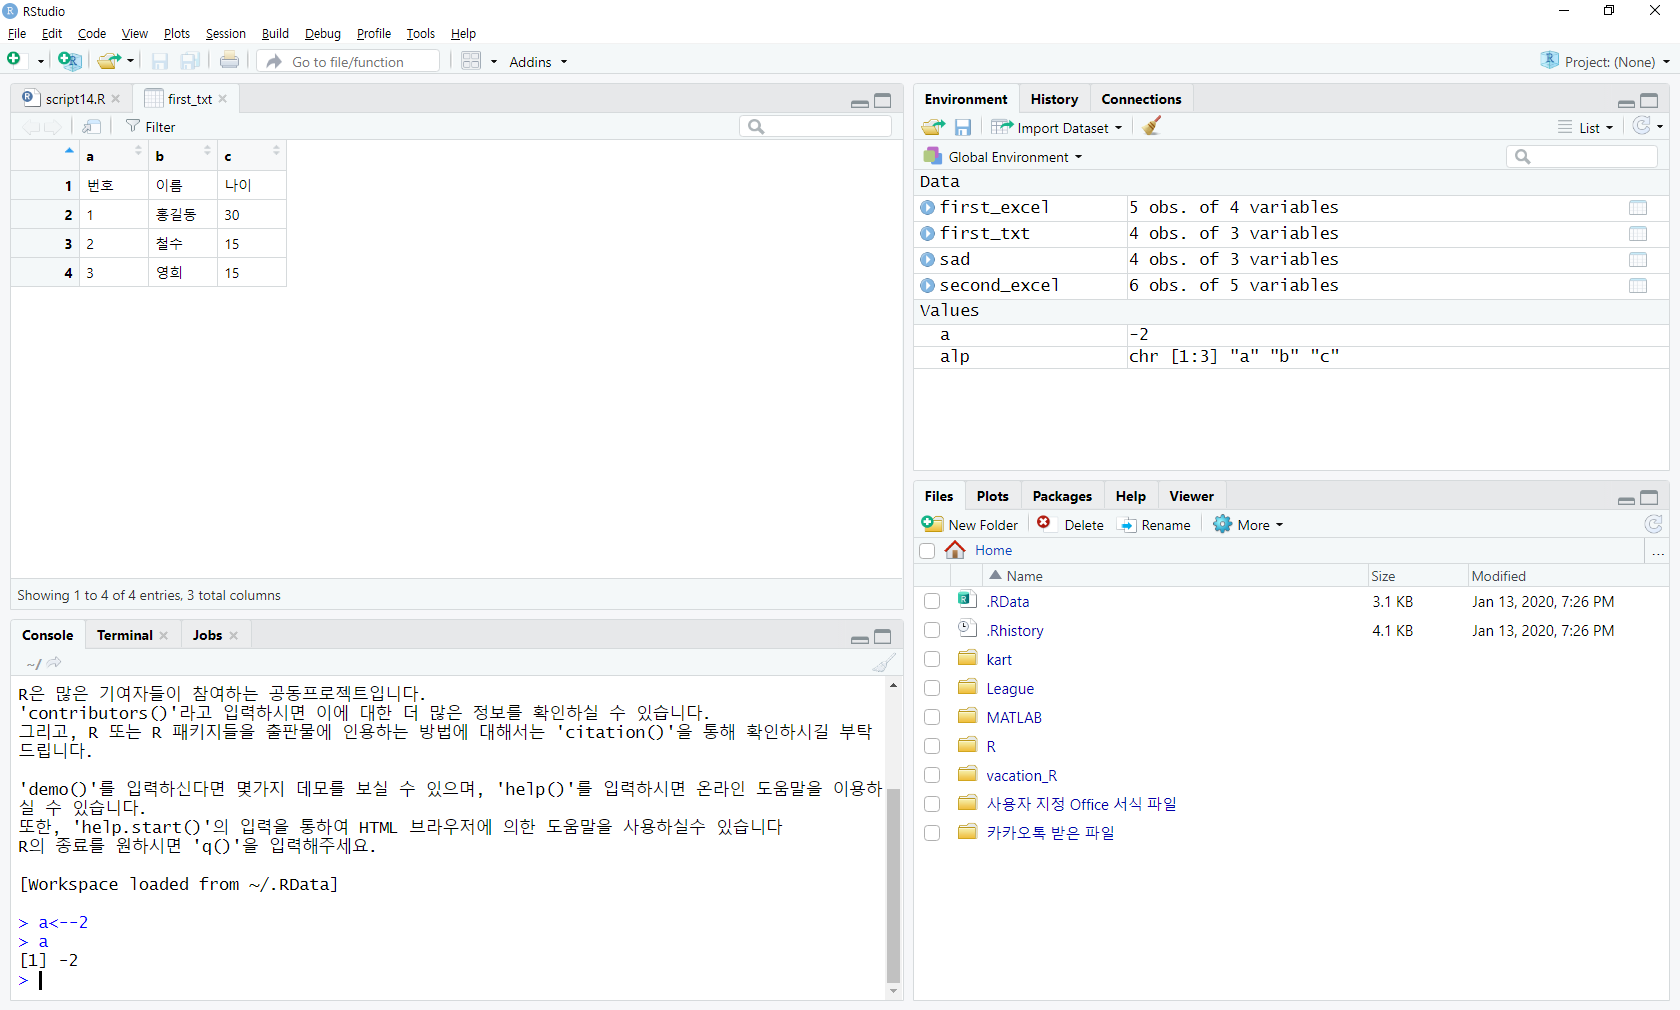 RStudio
File Edit Code View Plots Session Build Debug Profile Tools Help
Go to file/function Addins Project: (None)
script14.R first_txt
Filter
a b c
1 번호 이름 나이
2 1 홍길동 30
3 2 철수 15
4 3 영희 15
Showing 1 to 4 of 4 entries, 3 total columns
Console Terminal Jobs
~/
R은 많은 기여자들이 참여하는 공동프로젝트입니다.
'contributors()'라고 입력하시면 이에 대한 더 많은 정보를 확인하실 수 있습니다.
그리고, R 또는 R 패키지들을 출판물에 인용하는 방법에 대해서는 'citation()'을 통해 확인하시길 부탁
드립니다.
'demo()'를 입력하신다면 몇가지 데모를 보실 수 있으며, 'help()'를 입력하시면 온라인 도움말을 이용하
실 수 있습니다.
또한, 'help.start()'의 입력을 통하여 HTML 브라우저에 의한 도움말을 사용하실수 있습니다
R의 종료를 원하시면 'q()'을 입력해주세요.
[Workspace loaded from ~/.RData]
> a<--2
> a
[1] -2
>
Environment History Connections
Import Dataset List
Global Environment
Data
first_excel 5 obs. of 4 variables
first_txt 4 obs. of 3 variables
sad 4 obs. of 3 variables
second_excel 6 obs. of 5 variables
Values
a -2
alp chr [1:3] "a" "b" "c"
Files Plots Packages Help Viewer
New Folder Delete Rename More
Home ...
Name Size Modified
.RData 3.1 KB Jan 13, 2020, 7:26 PM
.Rhistory 4.1 KB Jan 13, 2020, 7:26 PM
kart
League
MATLAB
R
vacation_R
사용자 지정 Office 서식 파일
카카오톡 받은 파일